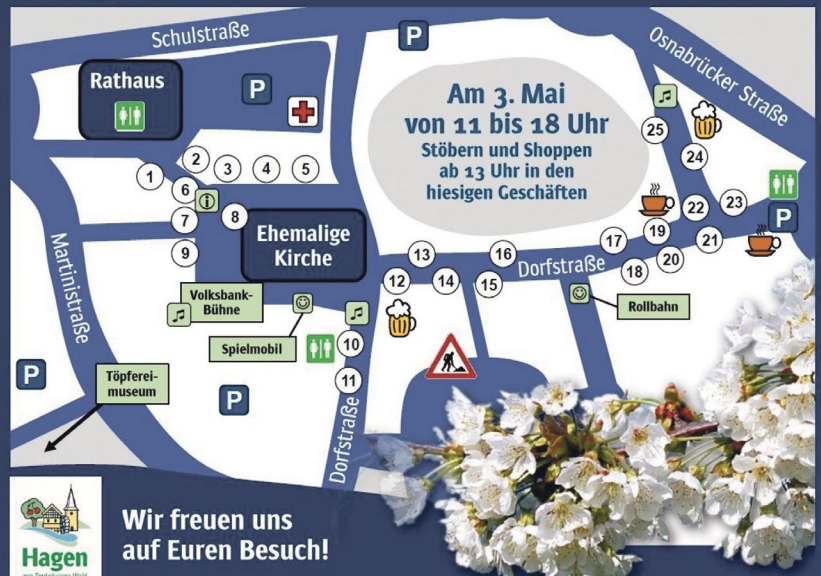 Schulstraße
P
Osnabrücker Straße
Rathaus
P
Am 3. Mai
von 11 bis 18 Uhr
Stöbern und Shoppen
ab 13 Uhr in den
hiesigen Geschäften
25
24
1
2
3
4
5
6
i
7
8
9
Ehemalige
Kirche
Martinistraße
22
23
P
19
21
17
20
18
16
13
12
14
15
Dorfstraße
Volksbank-
Bühne
Spielmobil
Rollbahn
10
11
P
Töpferei-
museum
P
Dorfstraße
Hagen
Wir freuen uns
auf Euren Besuch!